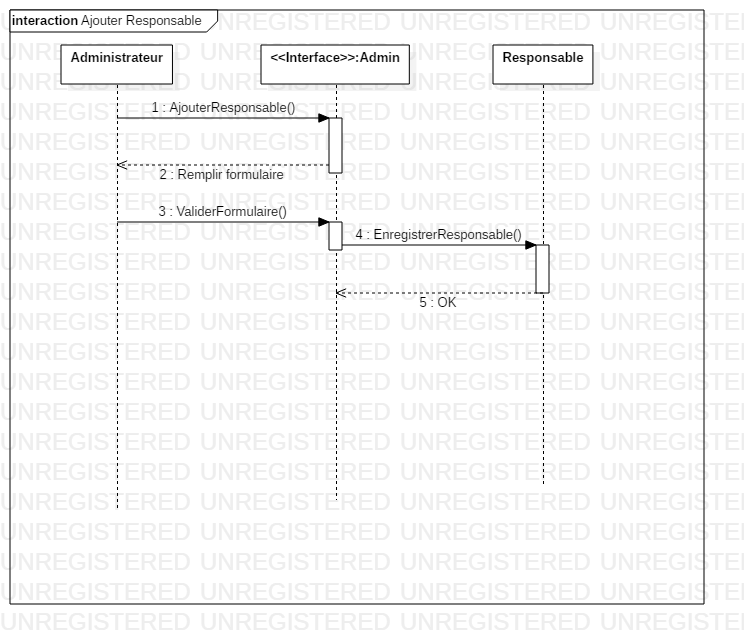 interaction Ajouter Responsable
Administrateur
<<Interface>>:Admin
Responsable
1 : AjouterResponsable()
2 : Remplir formulaire
3 : ValiderFormulaire()
4 : EnregistrerResponsable()
5 : OK
UNREGISTERED UNREGISTERED UNREGISTERED UNREGISTERED